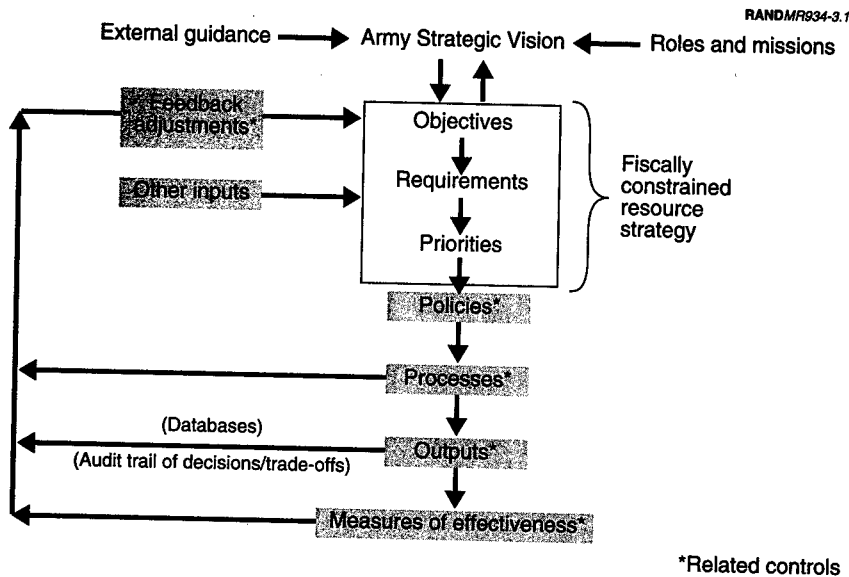 RANDMR934-3.1
External guidance
Army Strategic Vision
Roles and missions
Feedback
adjustments*
Objectives
Other inputs
Requirements
Priorities
Fiscally
constrained
resource
strategy
Policies*
Processes*
(Databases)
Outputs*
(Audit trail of decisions/trade-offs)
Measures of effectiveness*
*Related controls